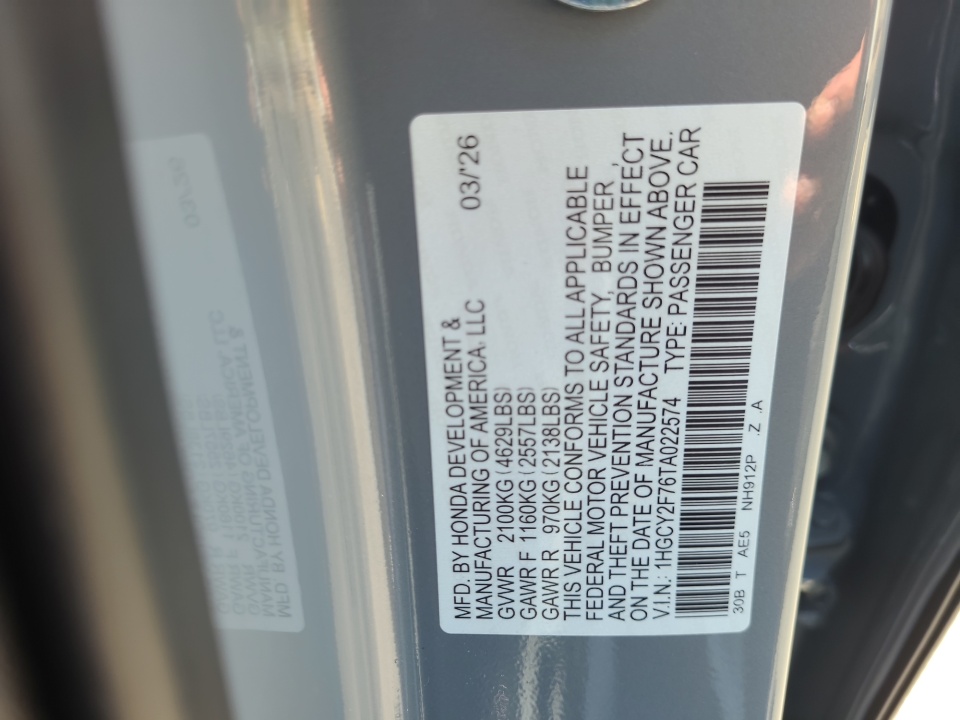 MFD. BY HONDA DEVELOPMENT & 03/'26
MANUFACTURING OF AMERICA, LLC
GVWR 2100KG(4629LBS)
GAWR F 1160KG(2557LBS)
GAWR R 970KG(2138LBS)
THIS VEHICLE CONFORMS TO ALL APPLICABLE
FEDERAL MOTOR VEHICLE SAFETY, BUMPER
AND THEFT PREVENTION STANDARDS IN EFFECT
ON THE DATE OF MANUFACTURE SHOWN ABOVE.
V.I.N.: 1HGCY2F76TA022574 TYPE: PASSENGER CAR
30B T AE5 NH912P .Z .A